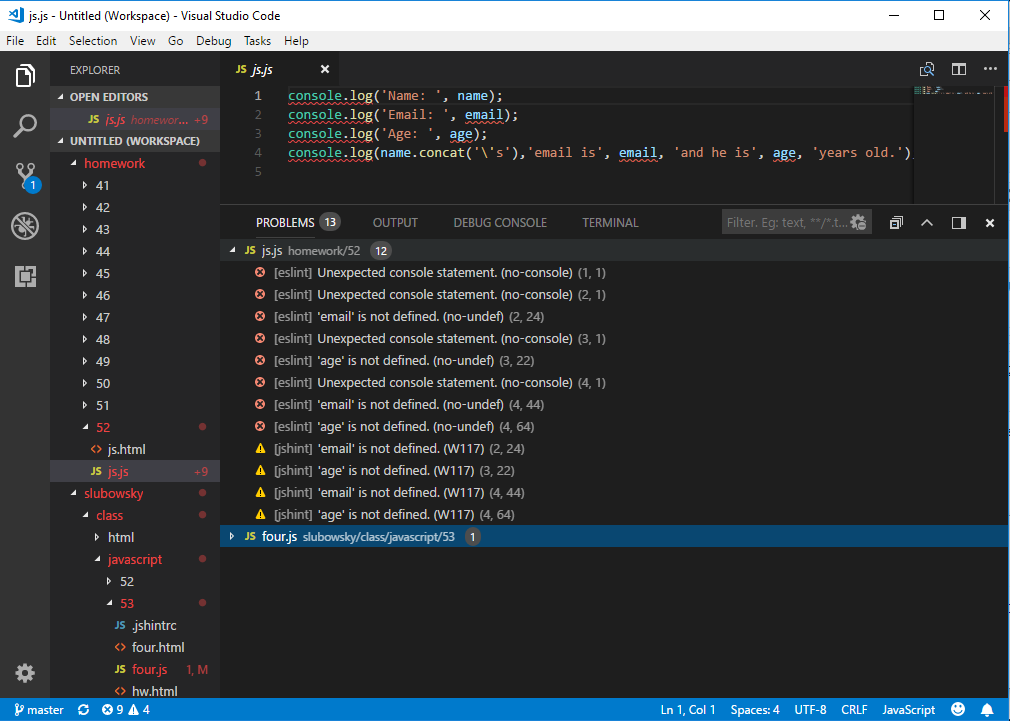 js.js - Untitled (Workspace) - Visual Studio Code
File Edit Selection View Go Debug Tasks Help
EXPLORER
OPEN EDITORS
JS js.js homewor... +9
UNTITLED (WORKSPACE)
homework
41
42
43
44
45
46
47
48
49
50
51
52
<> js.html
JS js.js +9
slubowsky
class
html
javascript
52
53
JS .jshintrc
<> four.html
JS four.js 1, M
<> hw.html
1
JS js.js
1 console.log('Name: ', name);
2 console.log('Email: ', email);
3 console.log('Age: ', age);
4 console.log(name.concat('\'s'),'email is', email, 'and he is', age, 'years old.')
5
PROBLEMS 13 OUTPUT DEBUG CONSOLE TERMINAL Filter. Eg: text, **/*.t...
JS js.js homework/52 12
[eslint] Unexpected console statement. (no-console) (1, 1)
[eslint] Unexpected console statement. (no-console) (2, 1)
[eslint] 'email' is not defined. (no-undef) (2, 24)
[eslint] Unexpected console statement. (no-console) (3, 1)
[eslint] 'age' is not defined. (no-undef) (3, 22)
[eslint] Unexpected console statement. (no-console) (4, 1)
[eslint] 'email' is not defined. (no-undef) (4, 44)
[eslint] 'age' is not defined. (no-undef) (4, 64)
[jshint] 'email' is not defined. (W117) (2, 24)
[jshint] 'age' is not defined. (W117) (3, 22)
[jshint] 'email' is not defined. (W117) (4, 44)
[jshint] 'age' is not defined. (W117) (4, 64)
JS four.js slubowsky/class/javascript/53 1
master 9 4 Ln 1, Col 1 Spaces: 4 UTF-8 CRLF JavaScript